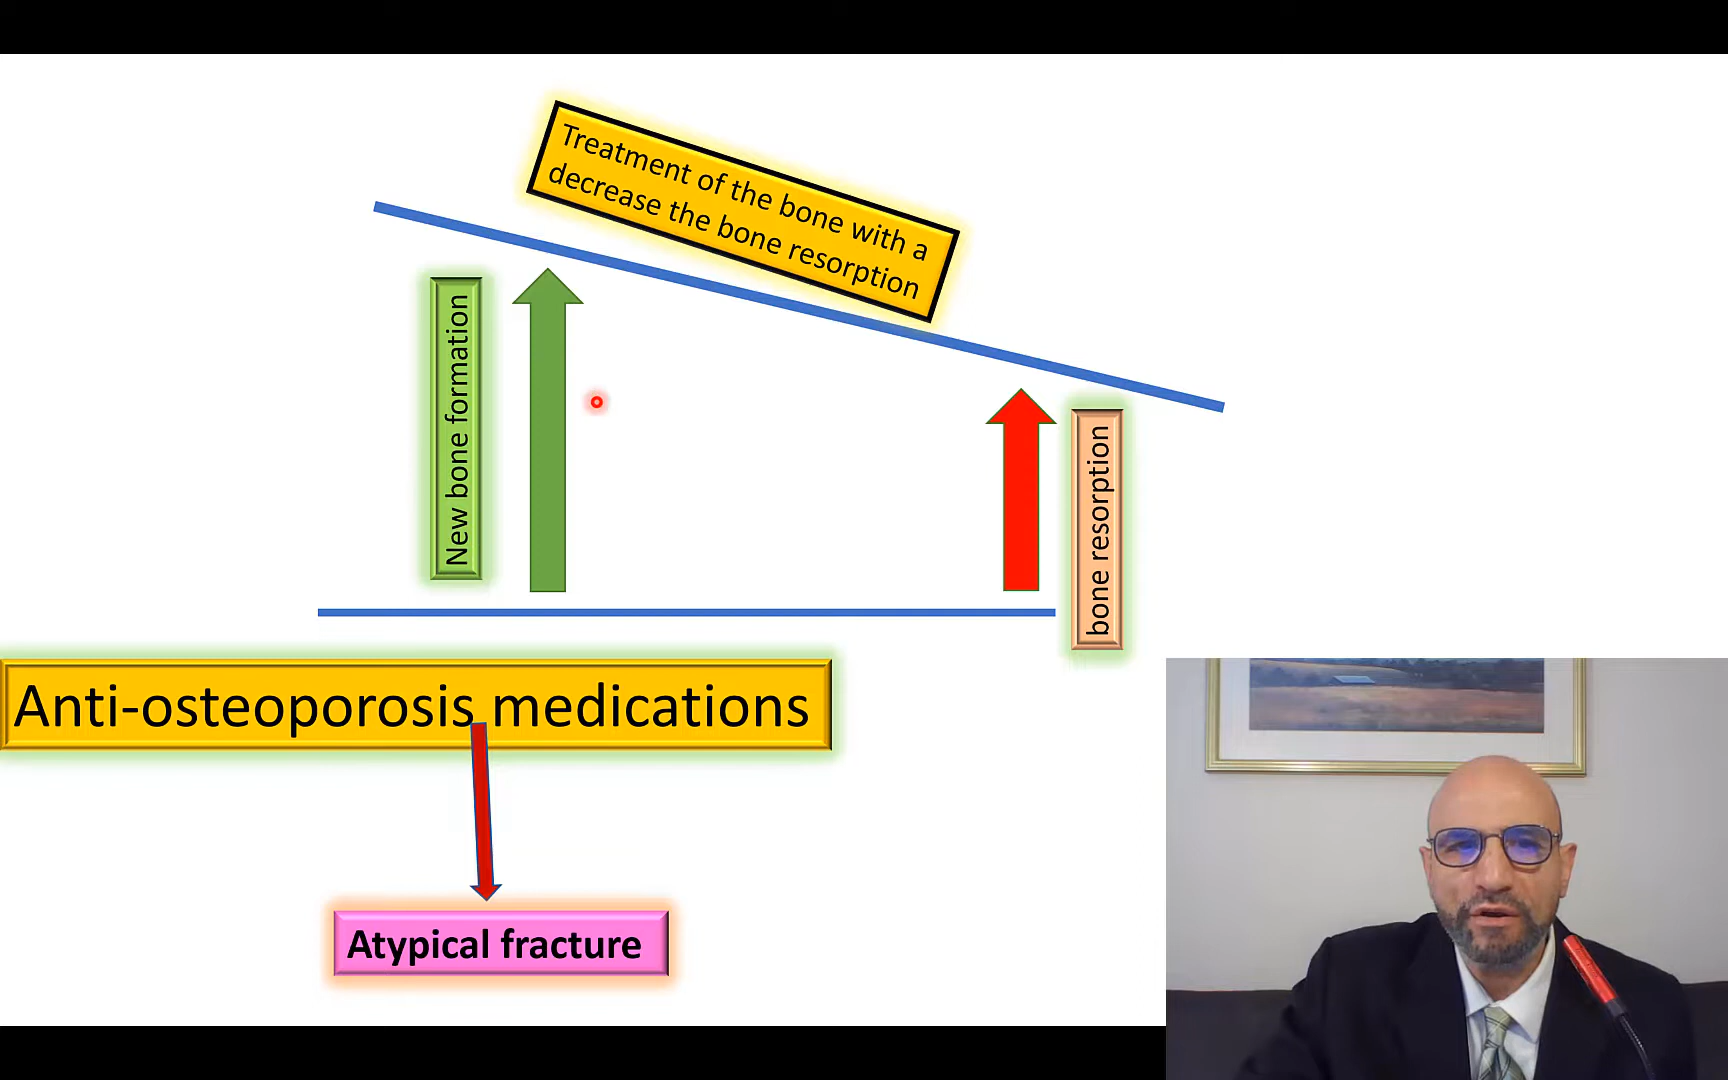 Treatment of the bone with a
decrease the bone resorption
New bone formation
bone resorption
Anti-osteoporosis medications
Atypical fracture